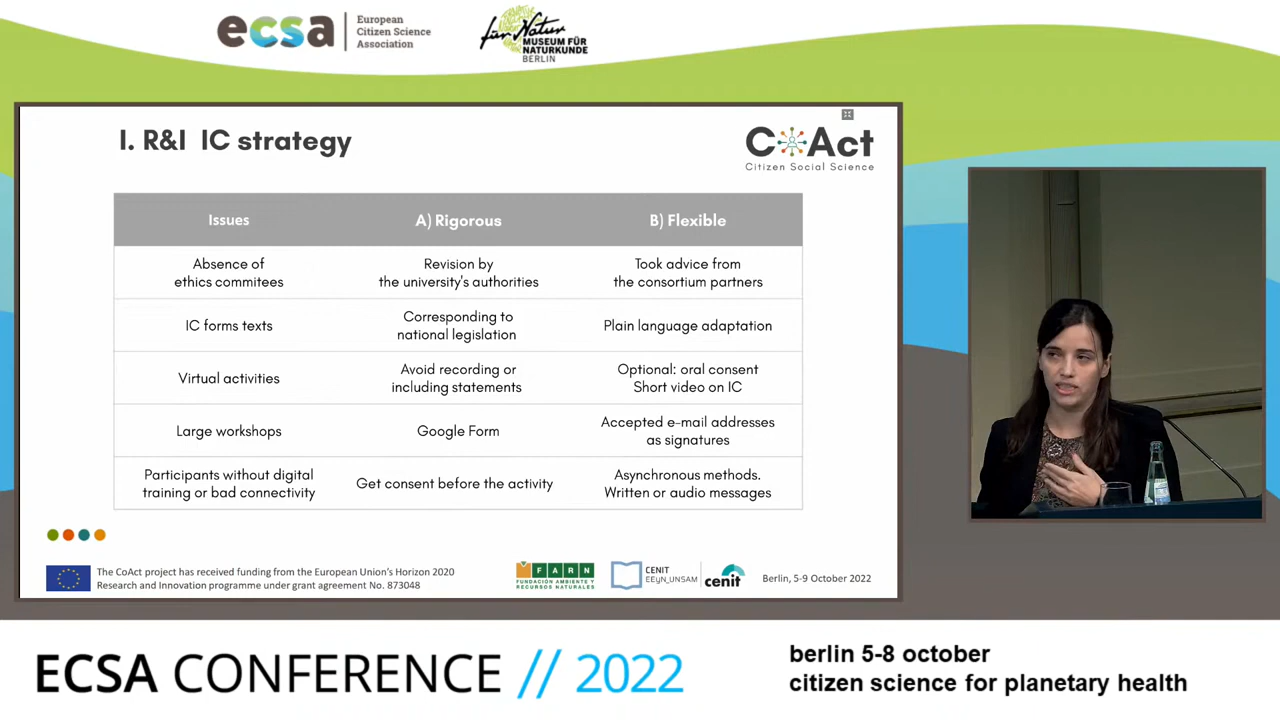 ecsa
European
Citizen Science
Association
für Natur
MUSEUM FÜR
NATURKUNDE
BERLIN
I. R&I IC strategy
CoAct
Citizen Social Science
Issues
A) Rigorous
B) Flexible
Absence of
ethics commitees
Revision by
the university's authorities
Took advice from
the consortium partners
IC forms texts
Corresponding to
national legislation
Plain language adaptation
Virtual activities
Avoid recording or
including statements
Optional: oral consent
Short video on IC
Large workshops
Google Form
Accepted e-mail addresses
as signatures
Participants without digital
training or bad connectivity
Get consent before the activity
Asynchronous methods.
Written or audio messages
The CoAct project has received funding from the European Union's Horizon 2020
Research and Innovation programme under grant agreement No. 873048
FARN
FUNDACIÓN AMBIENTE Y
RECURSOS NATURALES
CENIT
EEyN_UNSAM
cenit
Berlin, 5-9 October 2022
ECSA CONFERENCE // 2022
berlin 5-8 october
citizen science for planetary health